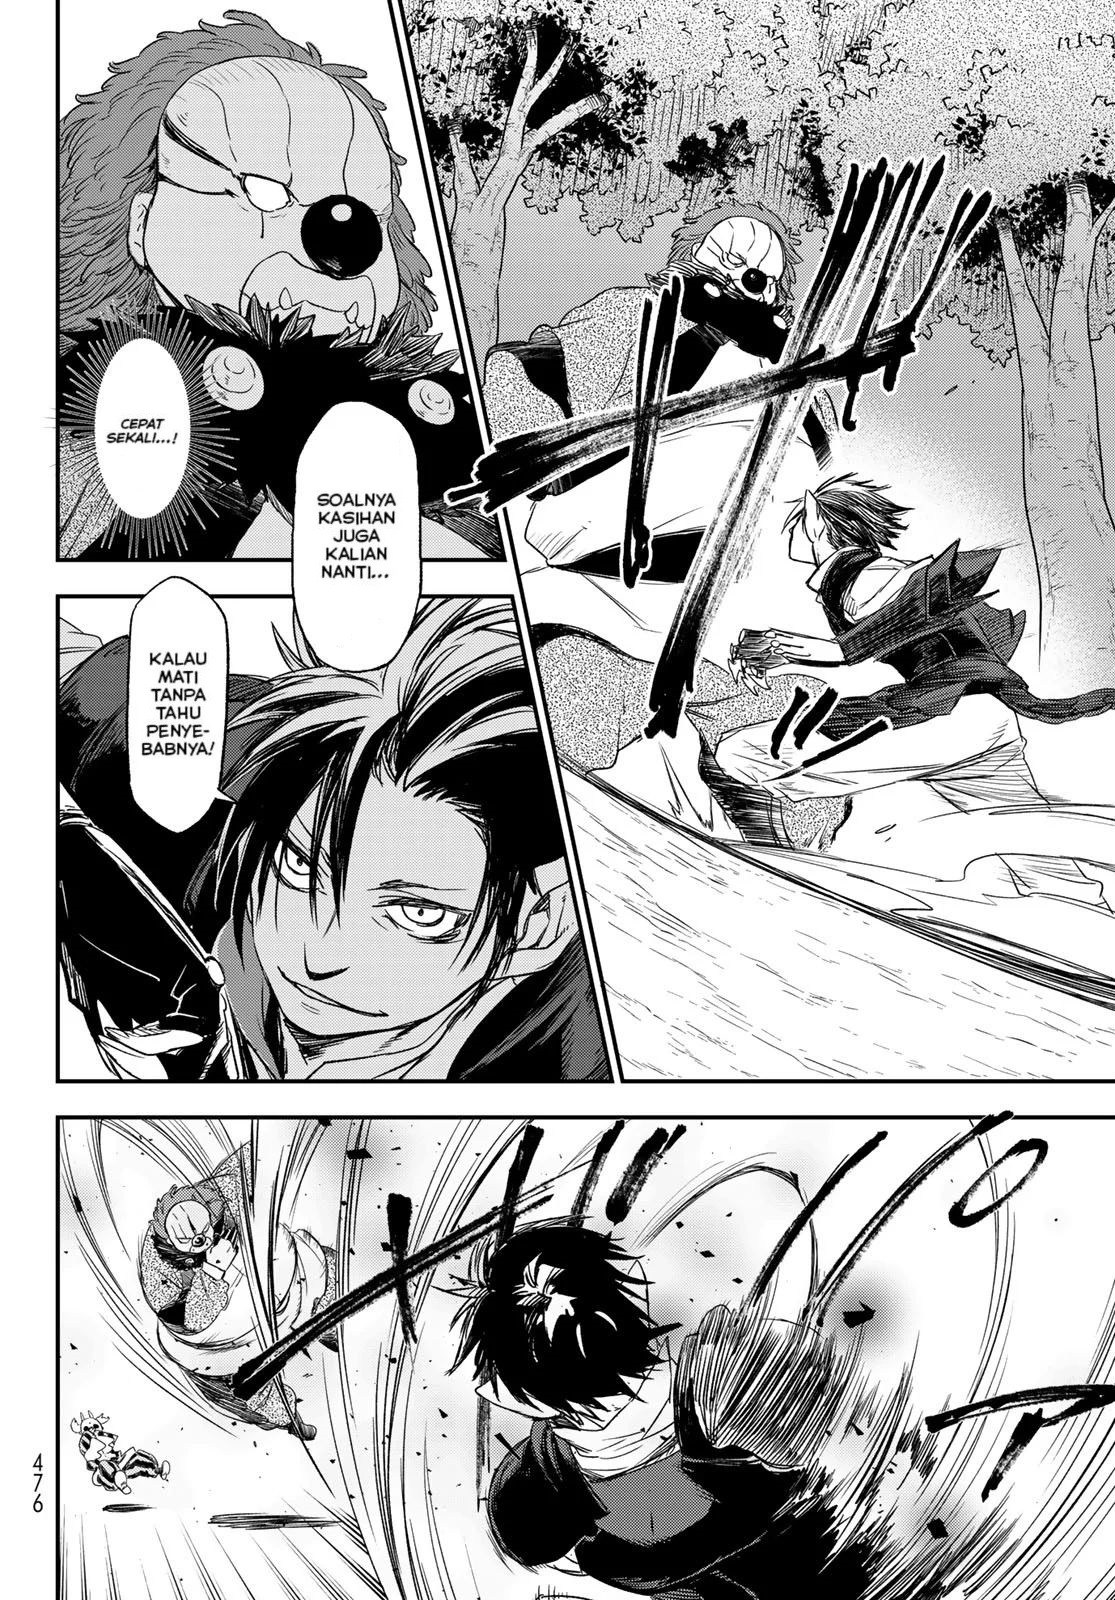 CEPAT
SEKALI...!
SOALNYA
KASIHAN
JUGA
KALIAN
NANTI...
KALAU
MATI
TANPA
TAHU
PENYE-
BABNYA!
476